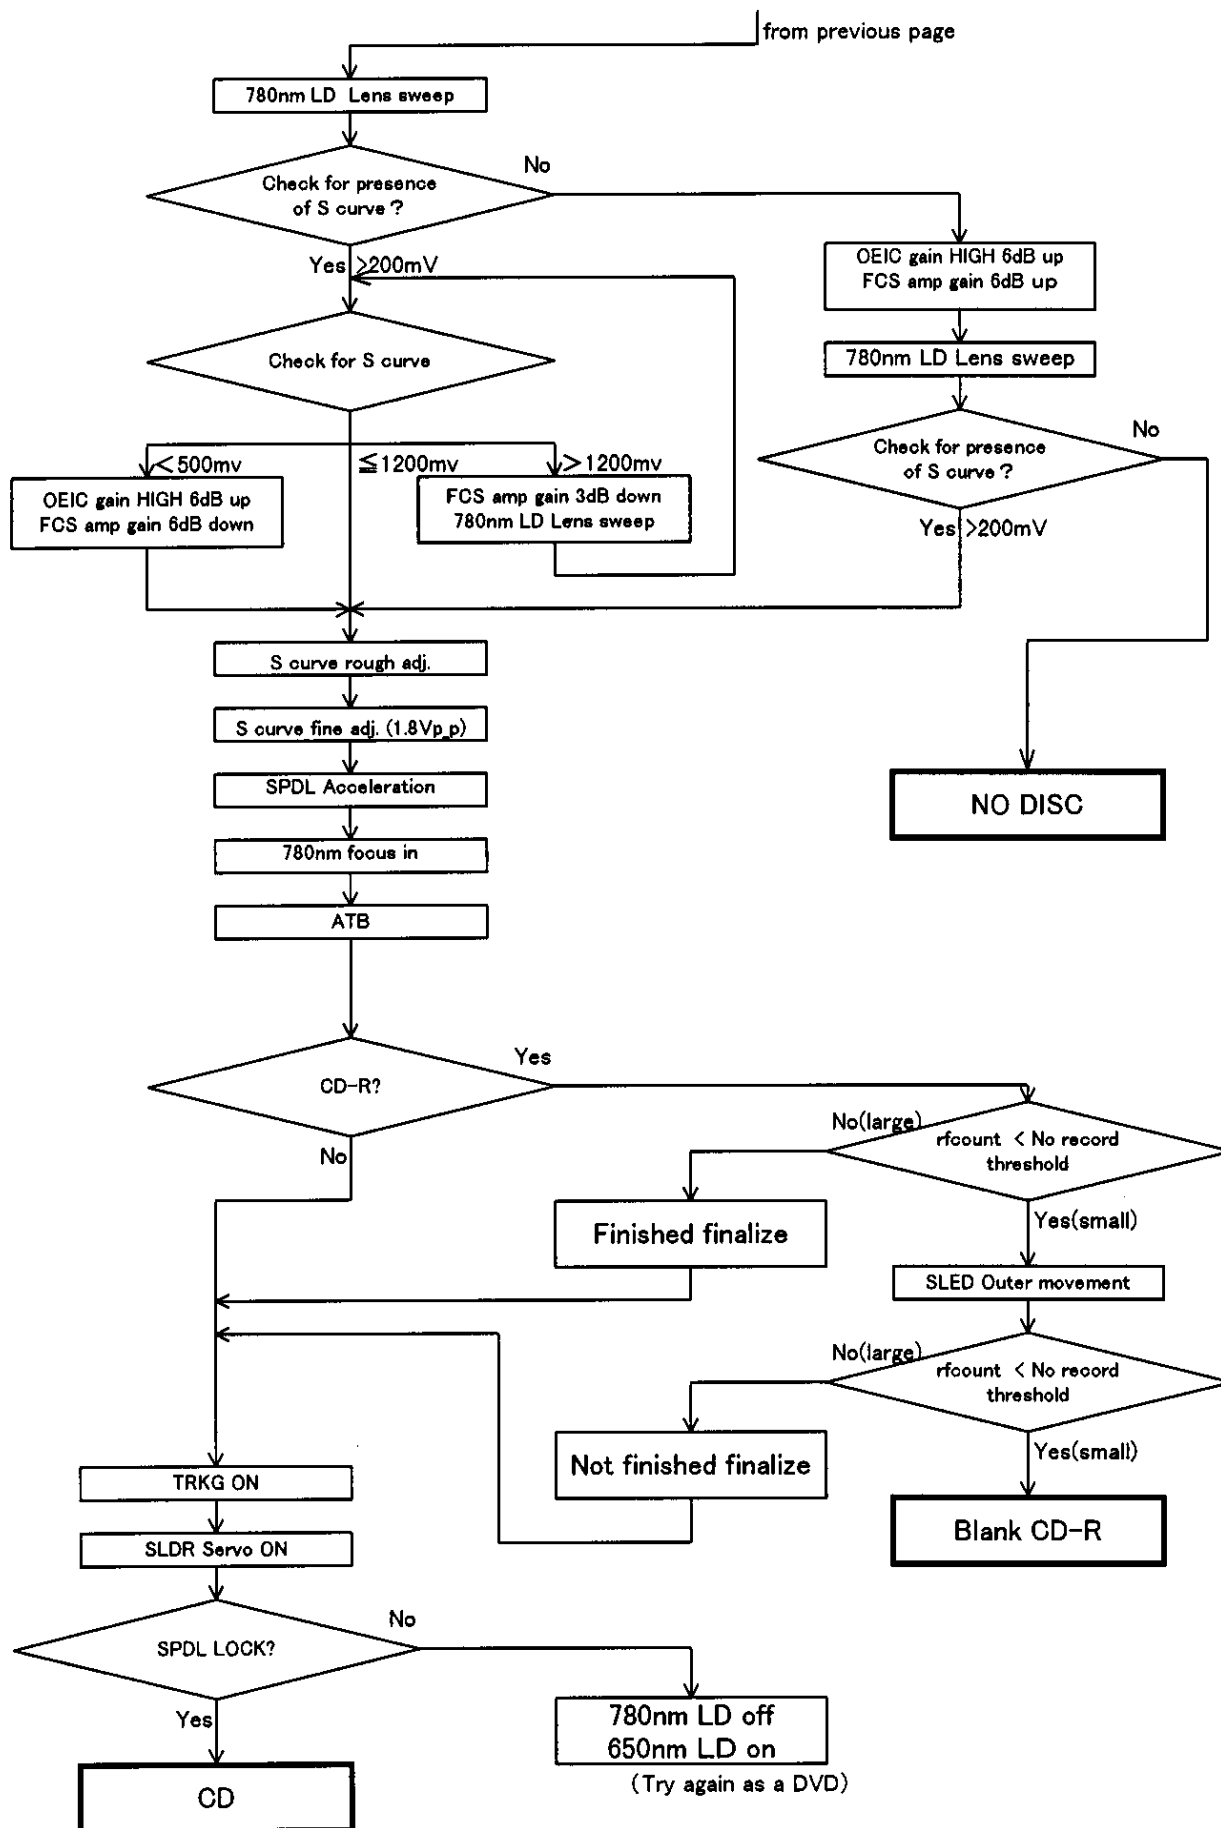 from previous page
780nm LD Lens sweep
No
Check for presence
of S curve ?
Yes >200mV
OEIC gain HIGH 6dB up
FCS amp gain 6dB up
Check for S curve
780nm LD Lens sweep
No
Check for presence
of S curve ?
<500mv
≦1200mv
>1200mv
OEIC gain HIGH 6dB up
FCS amp gain 6dB down
FCS amp gain 3dB down
780nm LD Lens sweep
Yes >200mV
S curve rough adj.
S curve fine adj. (1.8Vp_p)
SPDL Acceleration
NO DISC
780nm focus in
ATB
Yes
CD-R?
No
No(large)
rfcount < No record
threshold
Yes(small)
Finished finalize
SLED Outer movement
No(large)
rfcount < No record
threshold
Yes(small)
Not finished finalize
TRKG ON
Blank CD-R
SLDR Servo ON
No
SPDL LOCK?
Yes
780nm LD off
650nm LD on
(Try again as a DVD)
CD